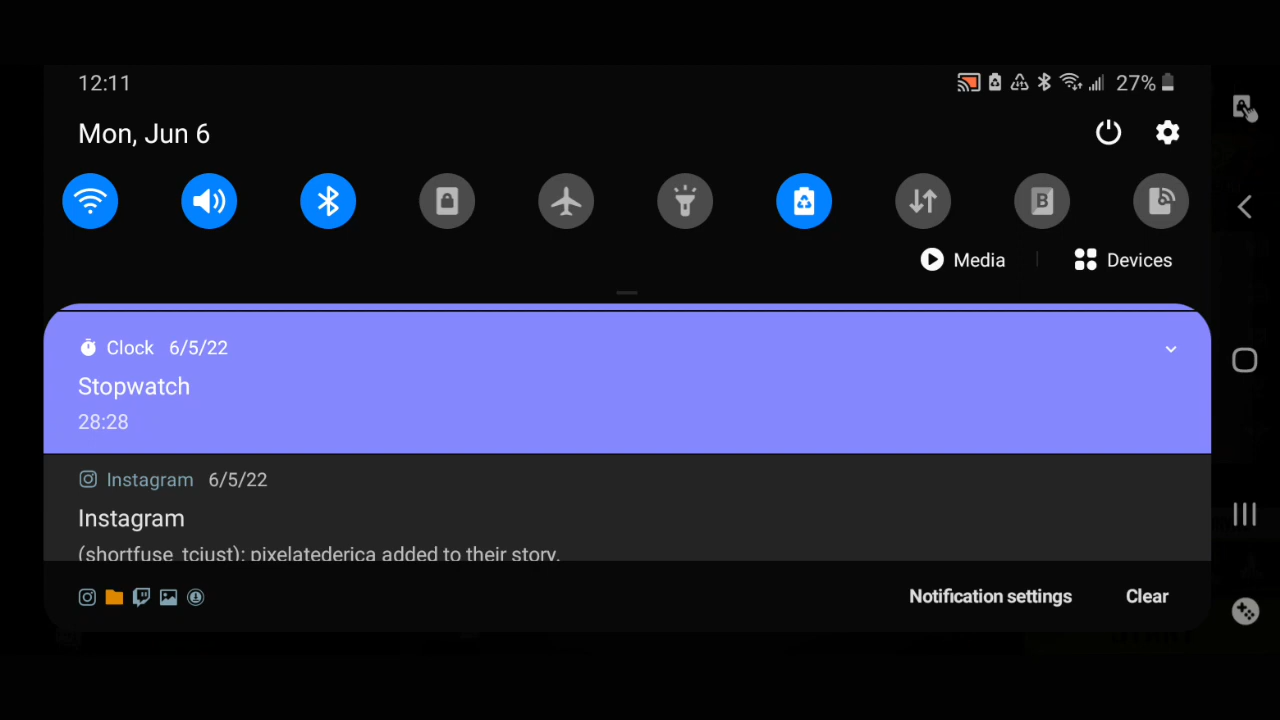 12:11
27%
Mon, Jun 6
Media
Devices
Clock 6/5/22
Stopwatch
28:28
Instagram 6/5/22
Instagram
(shortfuse_tcjust): pixelatederica added to their story.
Notification settings
Clear